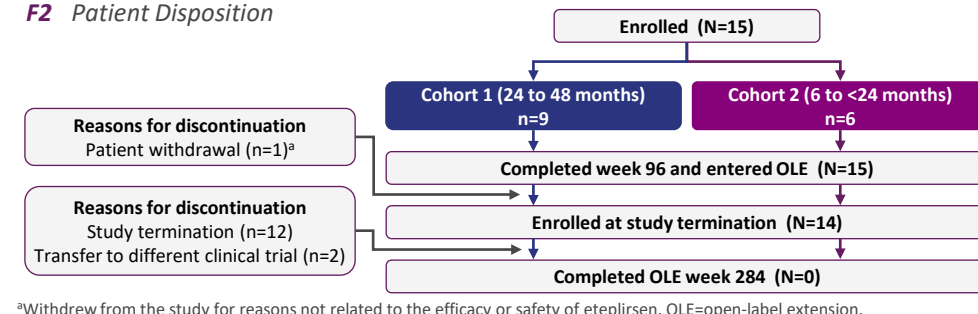 F2 Patient Disposition
Enrolled (N=15)
Cohort 1 (24 to 48 months)
n=9
Cohort 2 (6 to <24 months)
n=6
Reasons for discontinuation
Patient withdrawal (n=1)a
Completed week 96 and entered OLE (N=15)
Reasons for discontinuation
Study termination (n=12)
Transfer to different clinical trial (n=2)
Enrolled at study termination (N=14)
Completed OLE week 284 (N=0)
aWithdrew from the study for reasons not related to the efficacy or safety of eteplirsen. OLE=open-label extension.